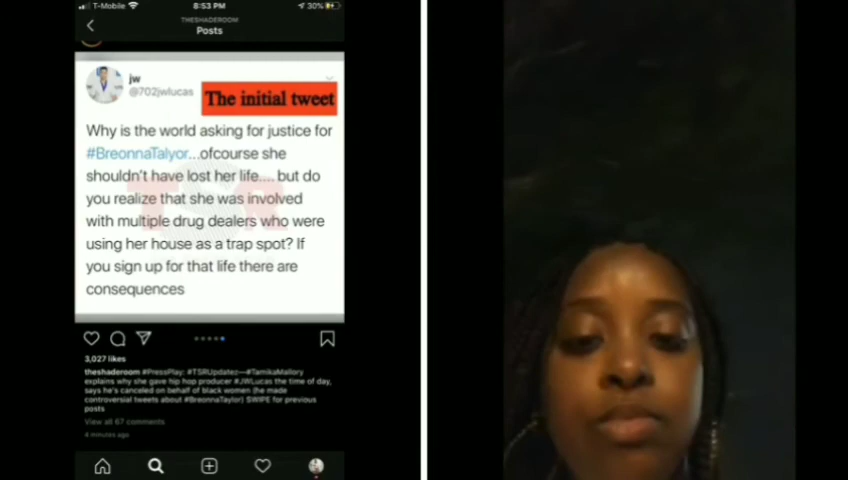 T-Mobile 8:53 PM 30%
THESHADEROOM
Posts
jw
@702jwlucas
The initial tweet
Why is the world asking for justice for
#BreonnaTalyor...ofcourse she
shouldn't have lost her life.... but do
you realize that she was involved
with multiple drug dealers who were
using her house as a trap spot? If
you sign up for that life there are
consequences
TSR
3,027 likes
theshaderoom #PressPlay: #TSRUpdatez—#TamikaMallory
explains why she gave hip hop producer #JWLucas the time of day,
says he's canceled on behalf of black women (he made
controversial tweets about #BreonnaTaylor) SWIPE for previous
posts
View all 67 comments
4 minutes ago